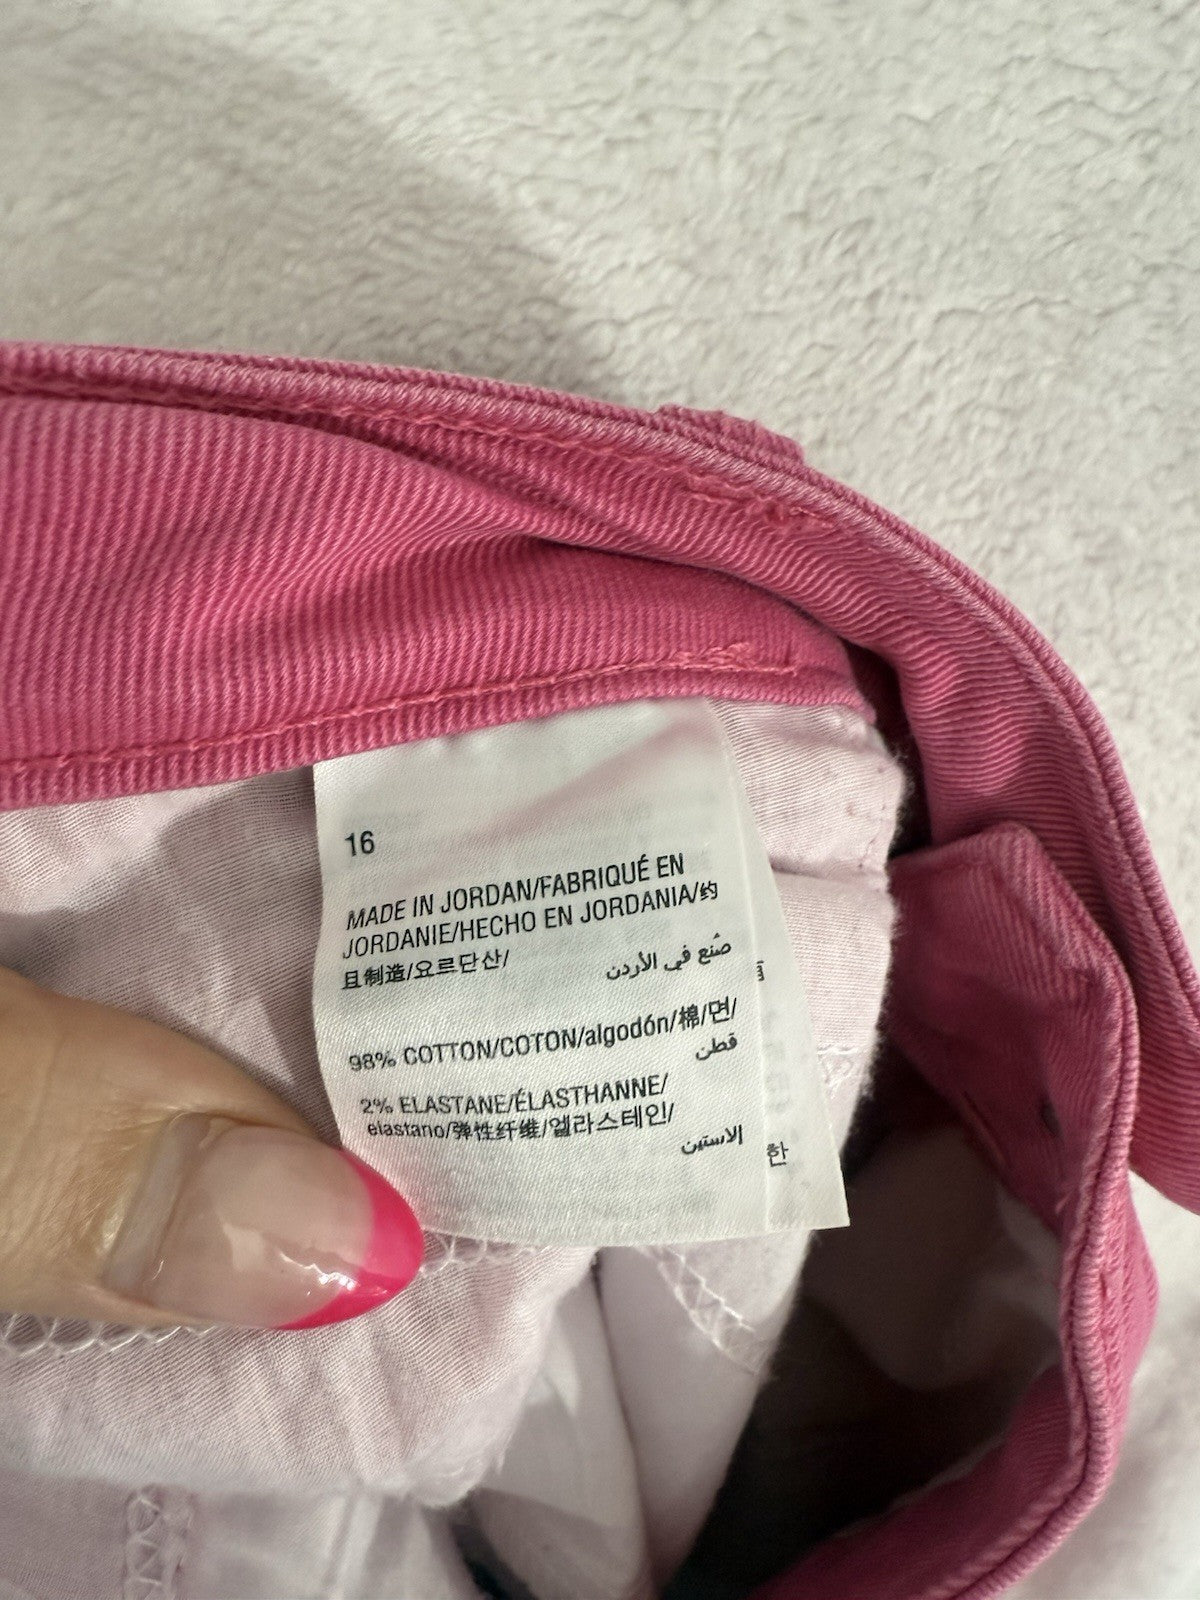 16
MADE IN JORDAN/FABRIQUÉ EN
JORDANIE/HECHO EN JORDANIA/约
旦制造/요르단산/
صُنع في الأردن
98% COTTON/COTON/algodón/棉/면/
قطن
2% ELASTANE/ÉLASTHANNE/
elastano/弹性纤维/엘라스테인/
الاستين
한